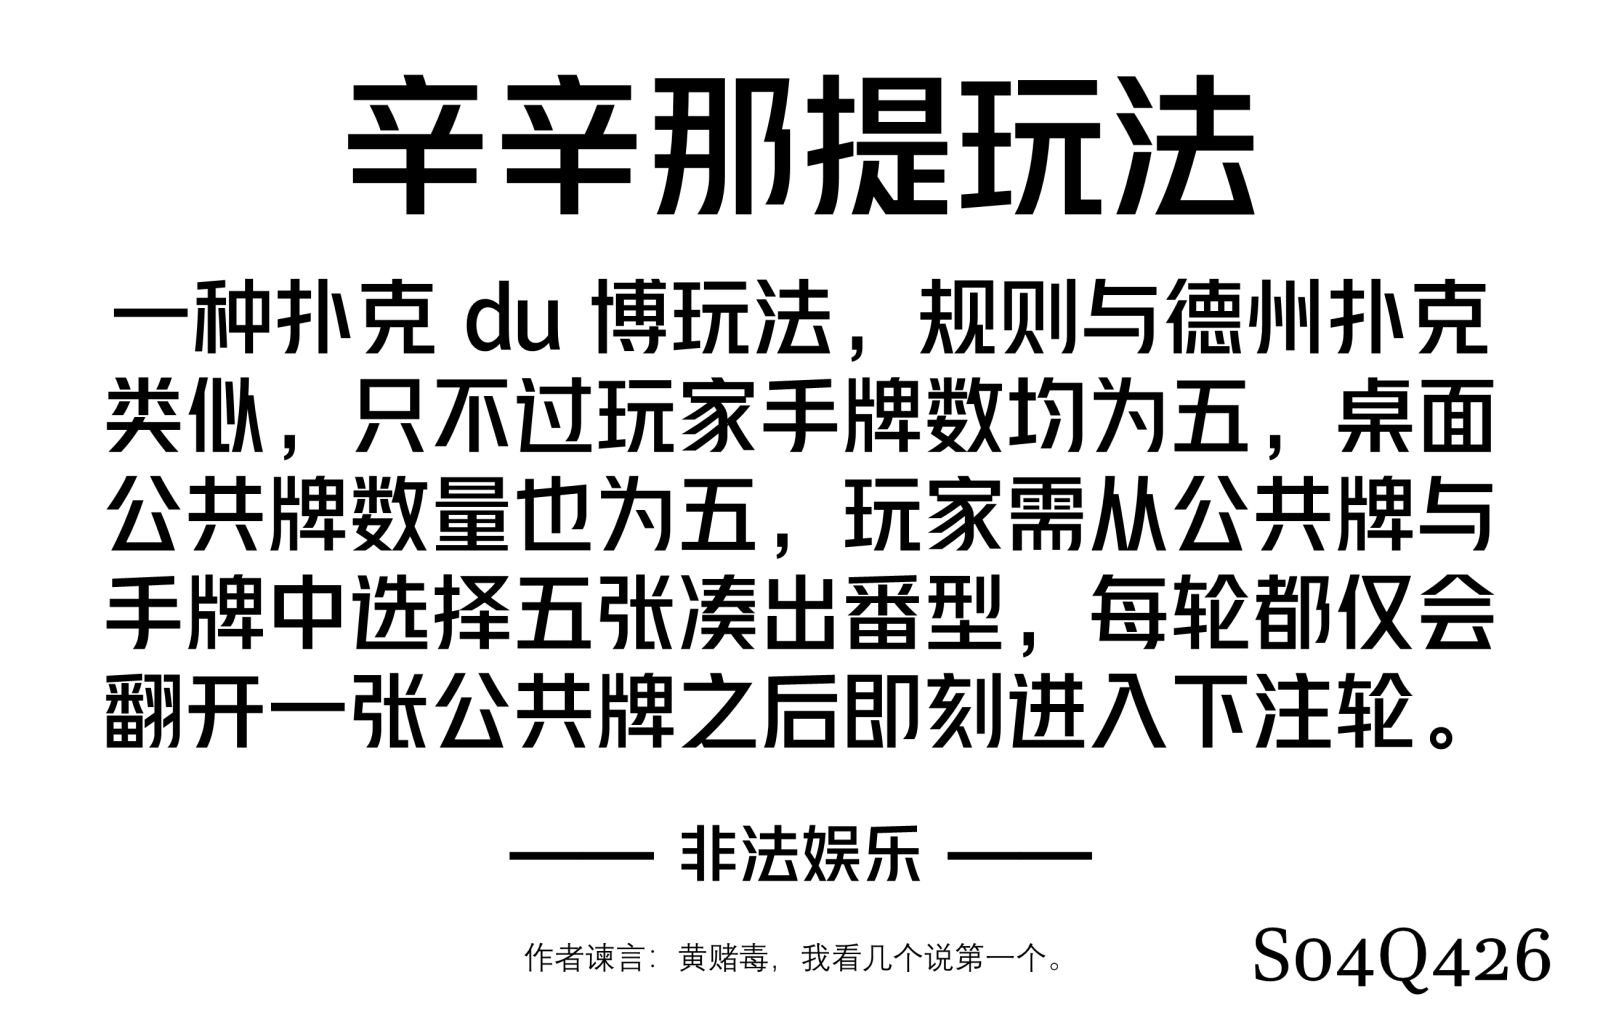 辛辛那提玩法
一种扑克 du 博玩法，规则与德州扑克
类似，只不过玩家手牌数均为五，桌面
公共牌数量也为五，玩家需从公共牌与
手牌中选择五张凑出番型，每轮都仅会
翻开一张公共牌之后即刻进入下注轮。
—— 非法娱乐 ——
作者谏言：黄赌毒，我看几个说第一个。
S04Q426